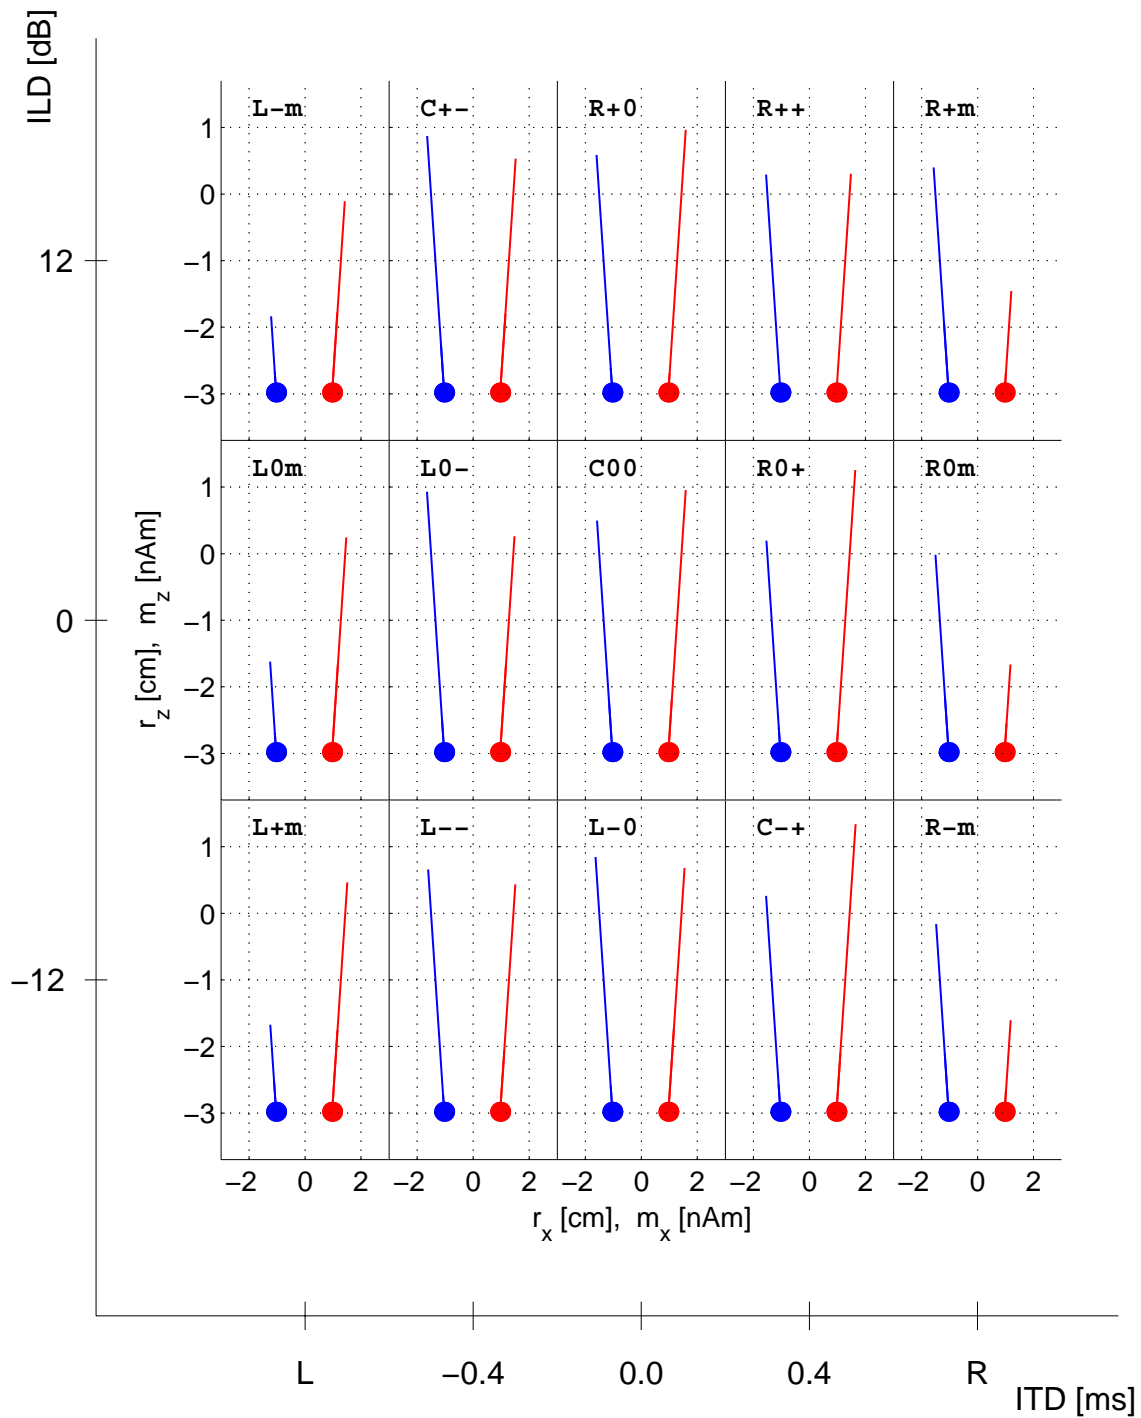 ILD [dB]
L−m C+− R+0 R++ R+m
1
0
12
−1
−2
−3
L0m L0− C00 R0+ R0m
1
0
0
−1
−2
−3
r_z [cm], m_z [nAm]
L+m L−− L−0 C−+ R−m
1
0
−12
−1
−2
−3
−2 0 2 −2 0 2 −2 0 2 −2 0 2 −2 0 2
r_x [cm], m_x [nAm]
L −0.4 0.0 0.4 R
ITD [ms]